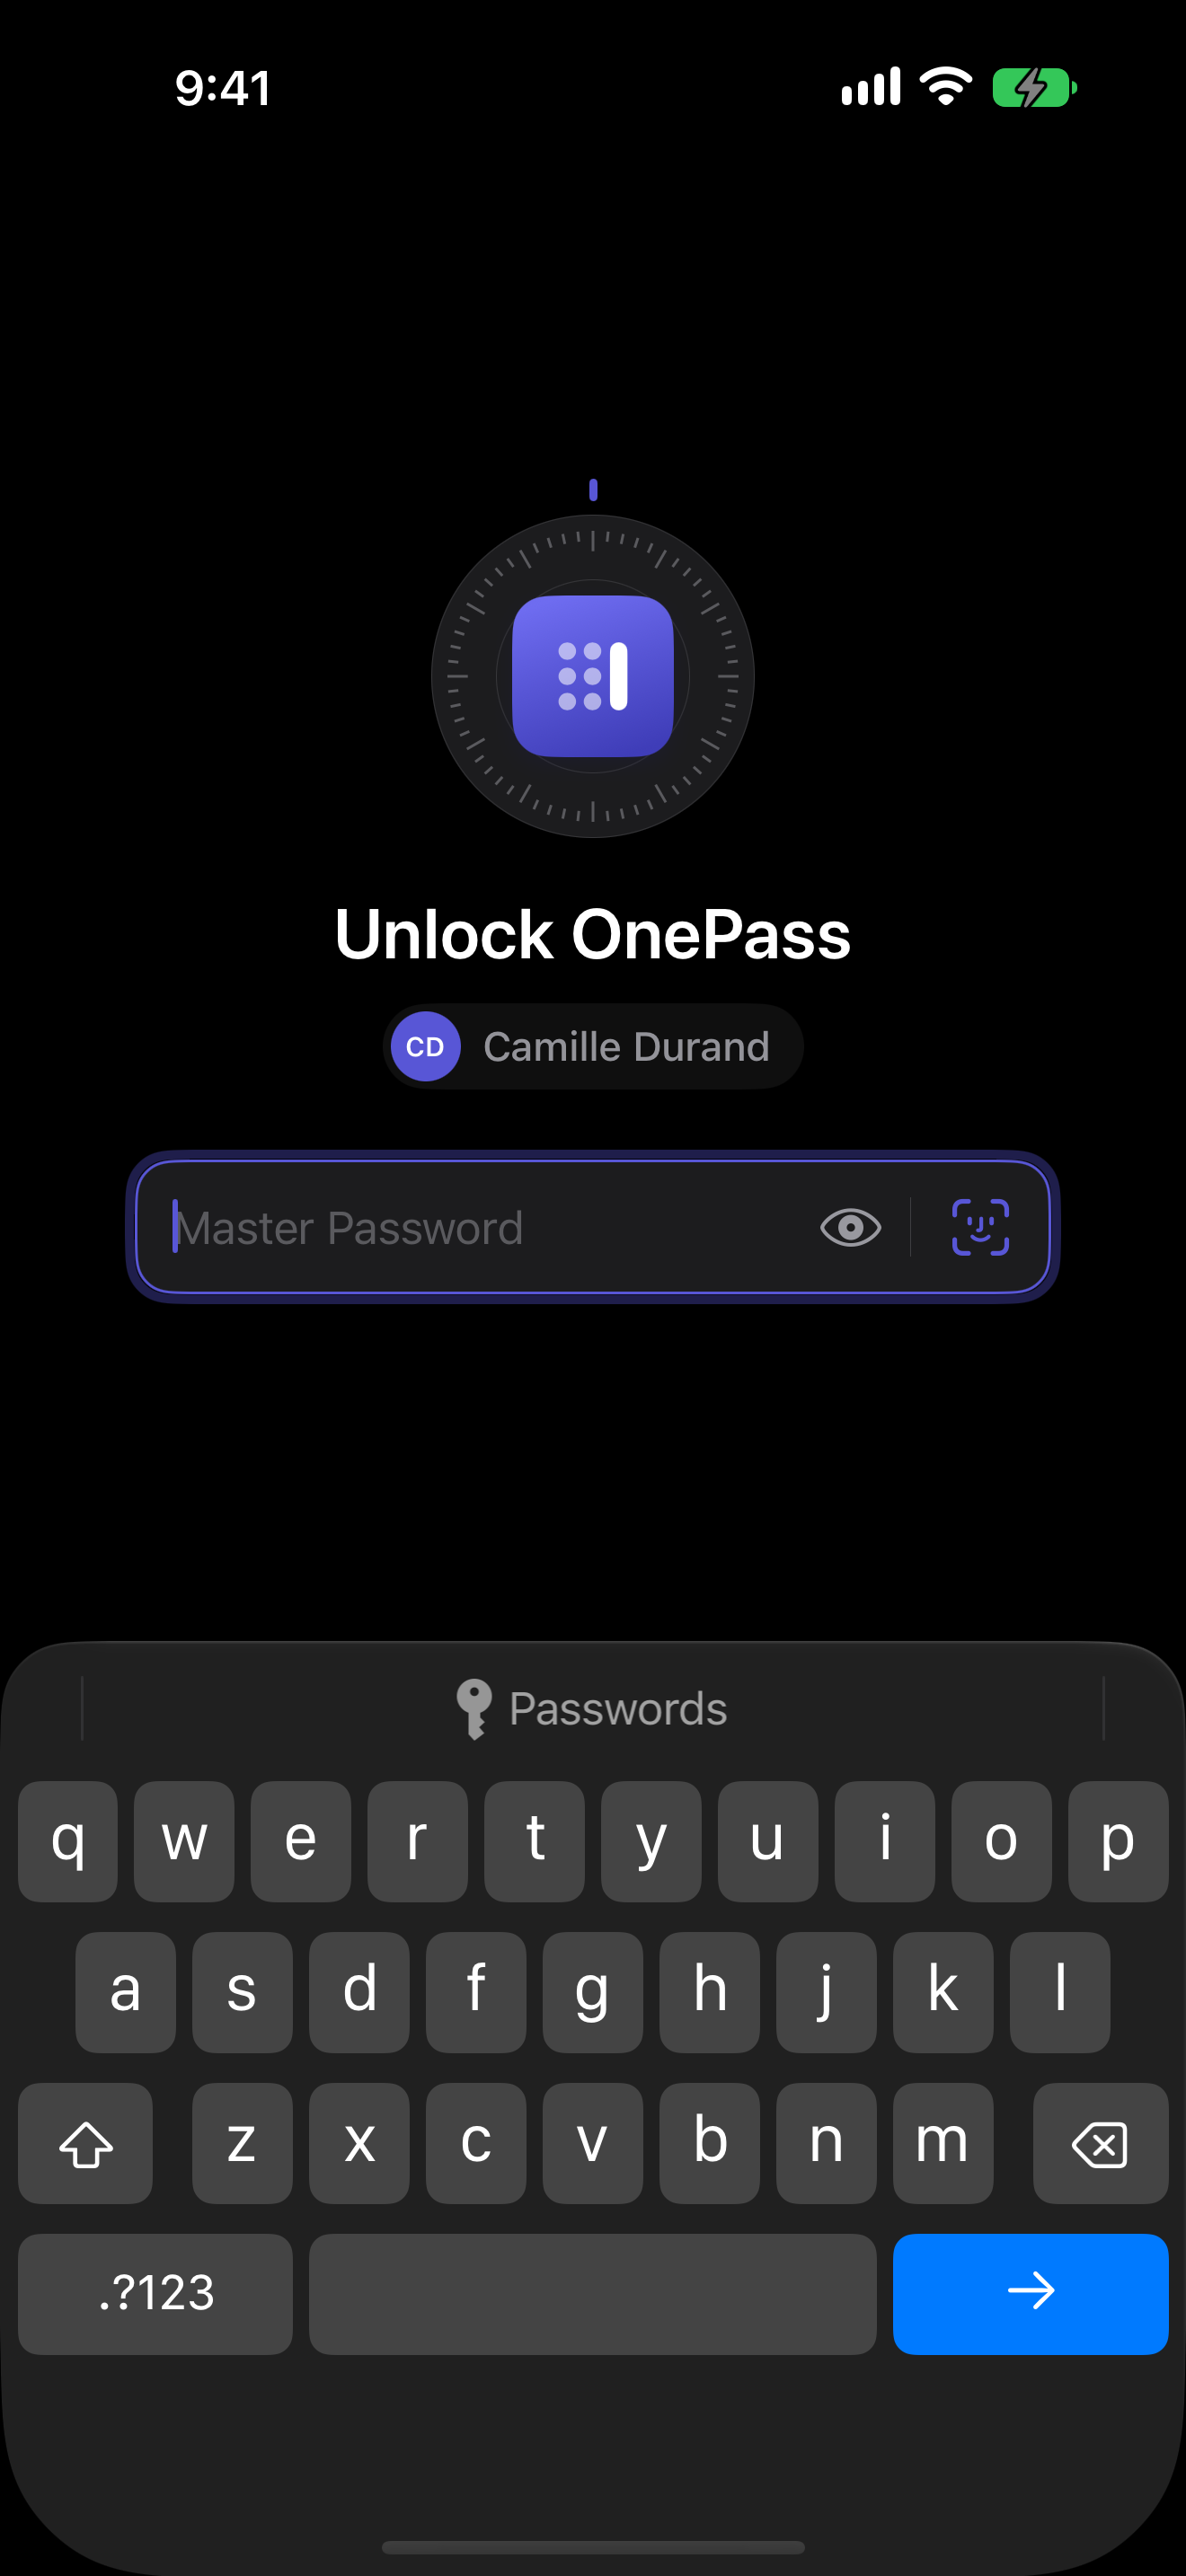 9:41
Unlock OnePass
CD Camille Durand
Master Password
Passwords
q w e r t y u i o p
a s d f g h j k l
z x c v b n m
.?123